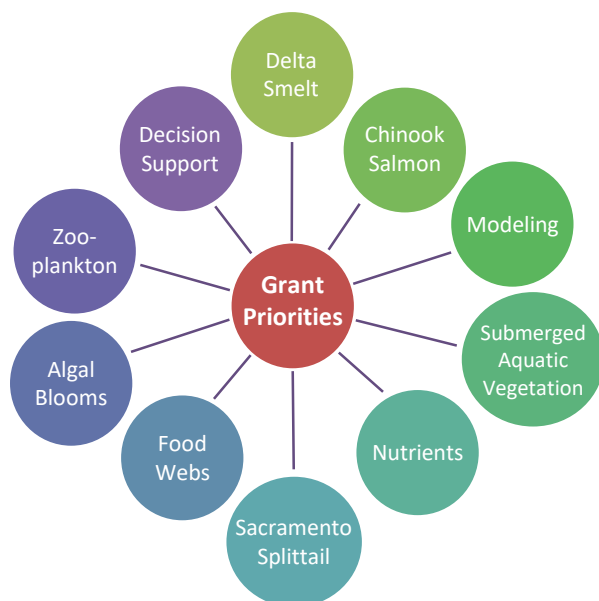 Delta
Smelt
Decision
Support
Chinook
Salmon
Modeling
Zoo-
plankton
Grant
Priorities
Submerged
Aquatic
Vegetation
Algal
Blooms
Nutrients
Food
Webs
Sacramento
Splittail